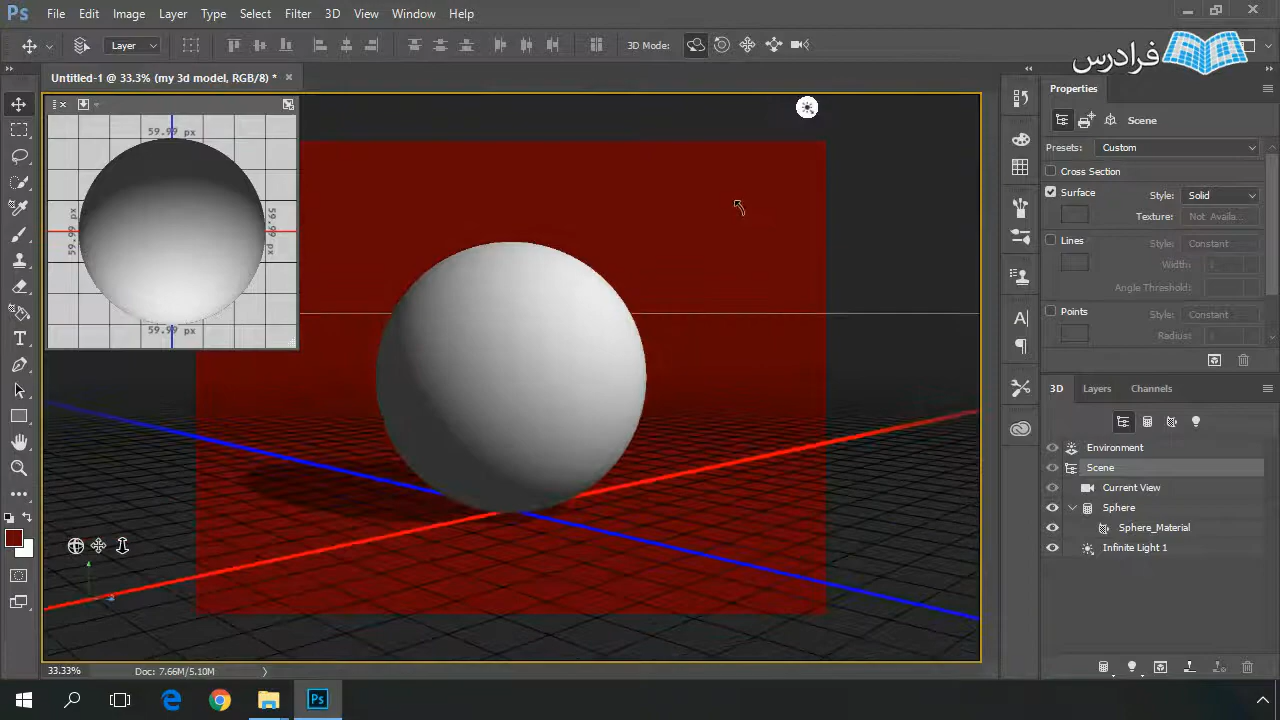 Ps File Edit Image Layer Type Select Filter 3D View Window Help
Layer 3D Mode:
فرادرس
Untitled-1 @ 33.3% (my 3d model, RGB/8) *
59.99 px
59.99 px
59.99 px
59.99 px
Properties
Scene
Presets: Custom
Cross Section
Surface Style: Solid
Texture: Not Availa...
Lines Style: Constant
Width: 1
Angle Threshold:
Points Style: Constant
Radius: 1
3D Layers Channels
Environment
Scene
Current View
Sphere
Sphere_Material
Infinite Light 1
33.33% Doc: 7.66M/5.10M
Ps